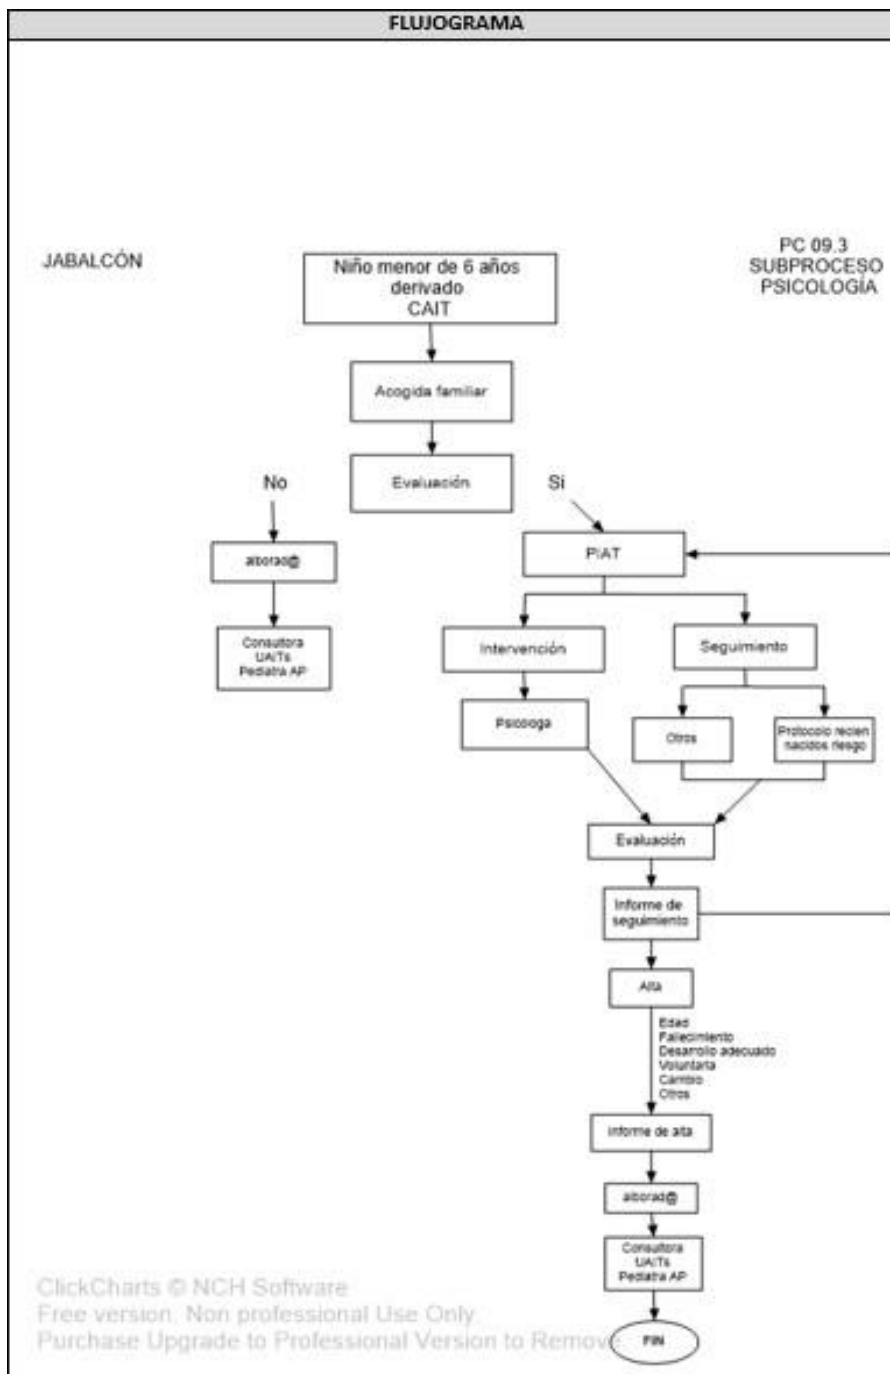 FLUJOGRAMA
JABALCÓN
PC 09.3
SUBPROCESO
PSICOLOGÍA
Niño menor de 6 años
derivado
CAIT
Acogida familiar
Evaluación
No
Si
alborad@
PIAT
Consultora
UAITs
Pediatra AP
Intervención
Seguimiento
Psicologa
Otros
Protocolo recien
nacidos riesgo
Evaluación
Informe de
seguimiento
Alta
Edad
Fallecimiento
Desarrollo adecuado
Voluntaria
Cambio
Otros
Informe de alta
alborad@
Consultora
UAITs
Pediatra AP
FIN
ClickCharts © NCH Software
Free version. Non professional Use Only.
Purchase Upgrade to Professional Version to Remove